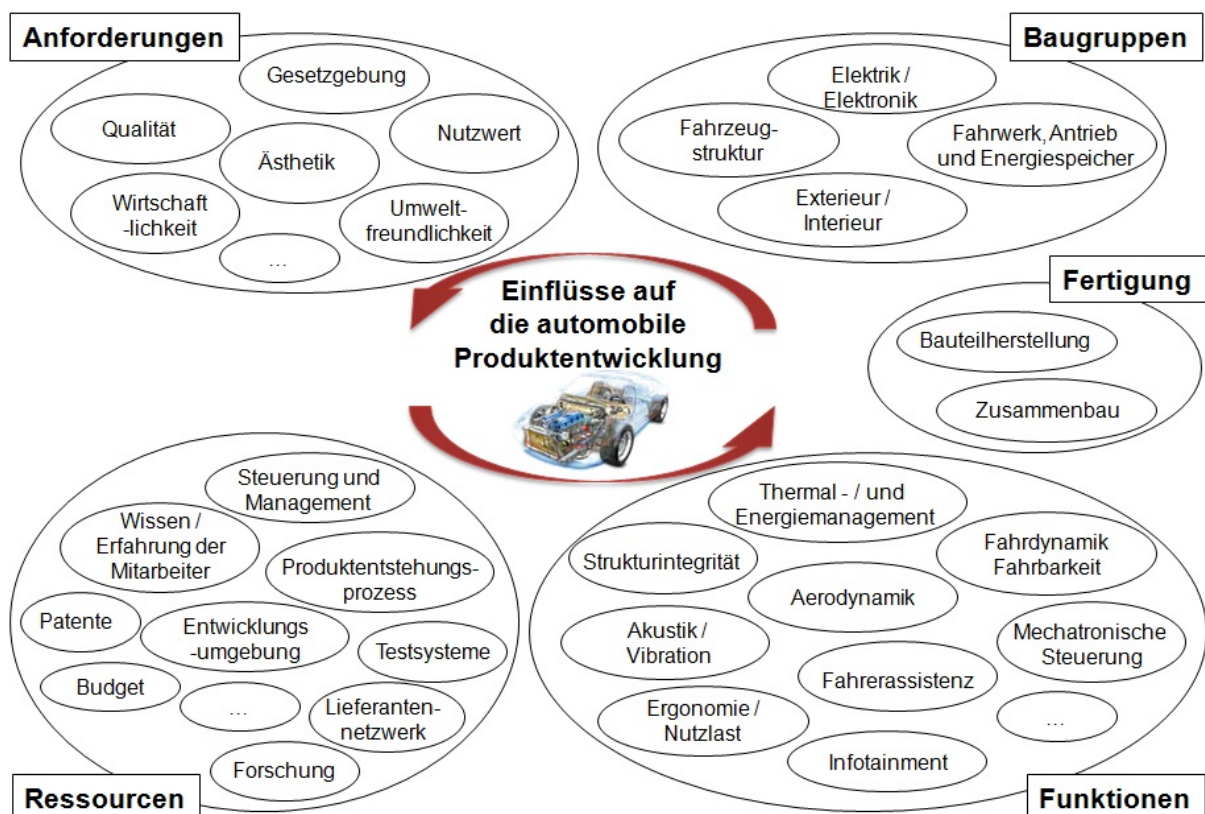 Anforderungen
Gesetzgebung
Qualität
Nutzwert
Ästhetik
Wirtschaft
-lichkeit
Umwelt-
freundlichkeit
...
Baugruppen
Elektrik /
Elektronik
Fahrzeug-
struktur
Fahrwerk, Antrieb
und Energiespeicher
Exterieur /
Interieur
Einflüsse auf
die automobile
Produktentwicklung
Fertigung
Bauteilherstellung
Zusammenbau
Steuerung und
Management
Wissen /
Erfahrung der
Mitarbeiter
Produktentstehungs-
prozess
Patente
Entwicklungs
-umgebung
Testsysteme
Budget
...
Lieferanten-
netzwerk
Forschung
Ressourcen
Thermal - / und
Energiemanagement
Strukturintegrität
Fahrdynamik
Fahrbarkeit
Aerodynamik
Akustik /
Vibration
Mechatronische
Steuerung
Fahrerassistenz
Ergonomie /
Nutzlast
...
Infotainment
Funktionen